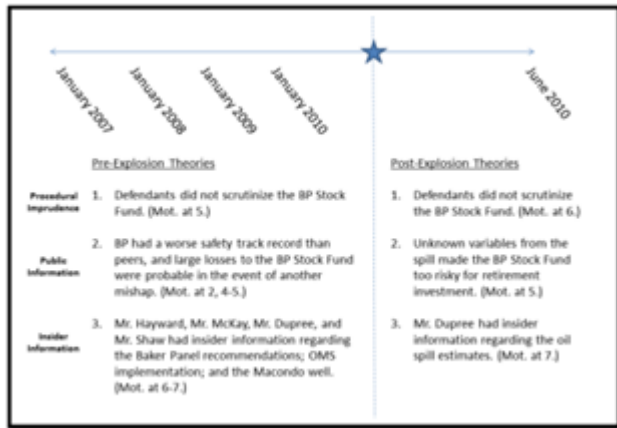 January 2007
January 2008
January 2009
January 2010
June 2010
Pre-Explosion Theories
Post-Explosion Theories
Procedural
Imprudence
1. Defendants did not scrutinize the BP Stock
Fund. (Mot. at 5.)
1. Defendants did not scrutinize
the BP Stock Fund. (Mot. at 6.)
Public
Information
2. BP had a worse safety track record than
peers, and large losses to the BP Stock Fund
were probable in the event of another
mishap. (Mot. at 2, 4-5.)
2. Unknown variables from the
spill made the BP Stock Fund
too risky for retirement
investment. (Mot. at 5.)
Insider
Information
3. Mr. Hayward, Mr. McKay, Mr. Dupree, and
Mr. Shaw had insider information regarding
the Baker Panel recommendations; OMS
implementation; and the Macondo well.
(Mot. at 6-7.)
3. Mr. Dupree had insider
information regarding the oil
spill estimates. (Mot. at 7.)